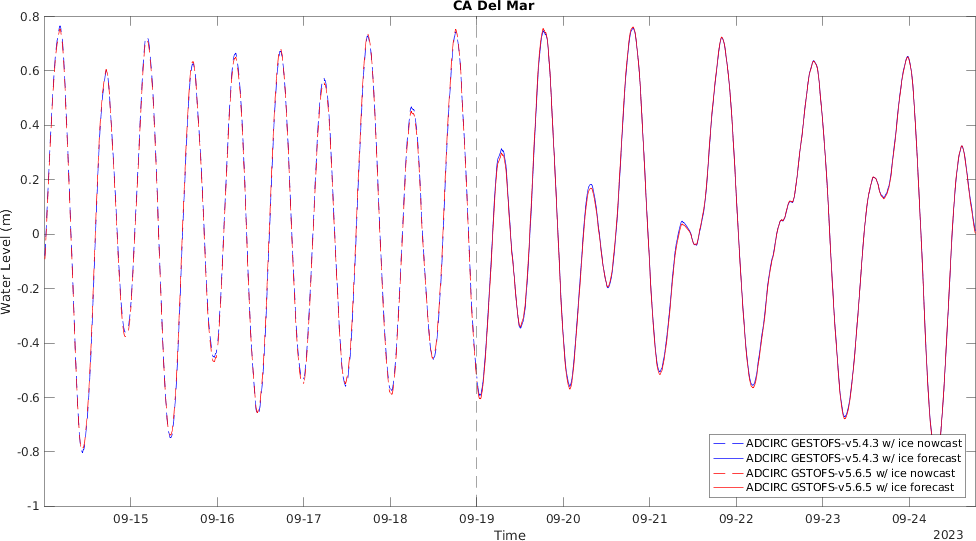 CA Del Mar
0.8
0.6
0.4
0.2
0
-0.2
-0.4
-0.6
-0.8
-1
Water Level (m)
09-15 09-16 09-17 09-18 09-19 09-20 09-21 09-22 09-23 09-24
Time
2023
ADCIRC GESTOFS-v5.4.3 w/ ice nowcast
ADCIRC GESTOFS-v5.4.3 w/ ice forecast
ADCIRC GSTOFS-v5.6.5 w/ ice nowcast
ADCIRC GSTOFS-v5.6.5 w/ ice forecast